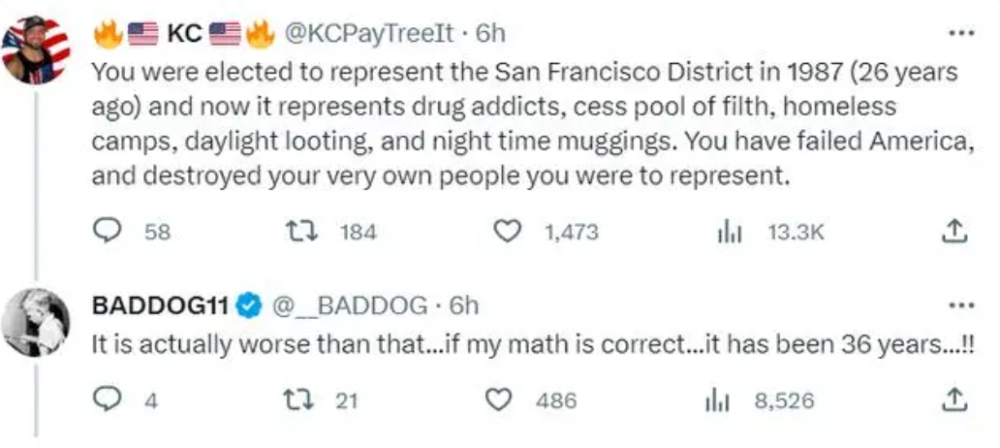 🔥🇺🇸 KC 🇺🇸🔥 @KCPayTreeIt · 6h
You were elected to represent the San Francisco District in 1987 (26 years
ago) and now it represents drug addicts, cess pool of filth, homeless
camps, daylight looting, and night time muggings. You have failed America,
and destroyed your very own people you were to represent.
58 184 1,473 13.3K
BADDOG11 @__BADDOG · 6h
It is actually worse than that...if my math is correct...it has been 36 years...!!
4 21 486 8,526